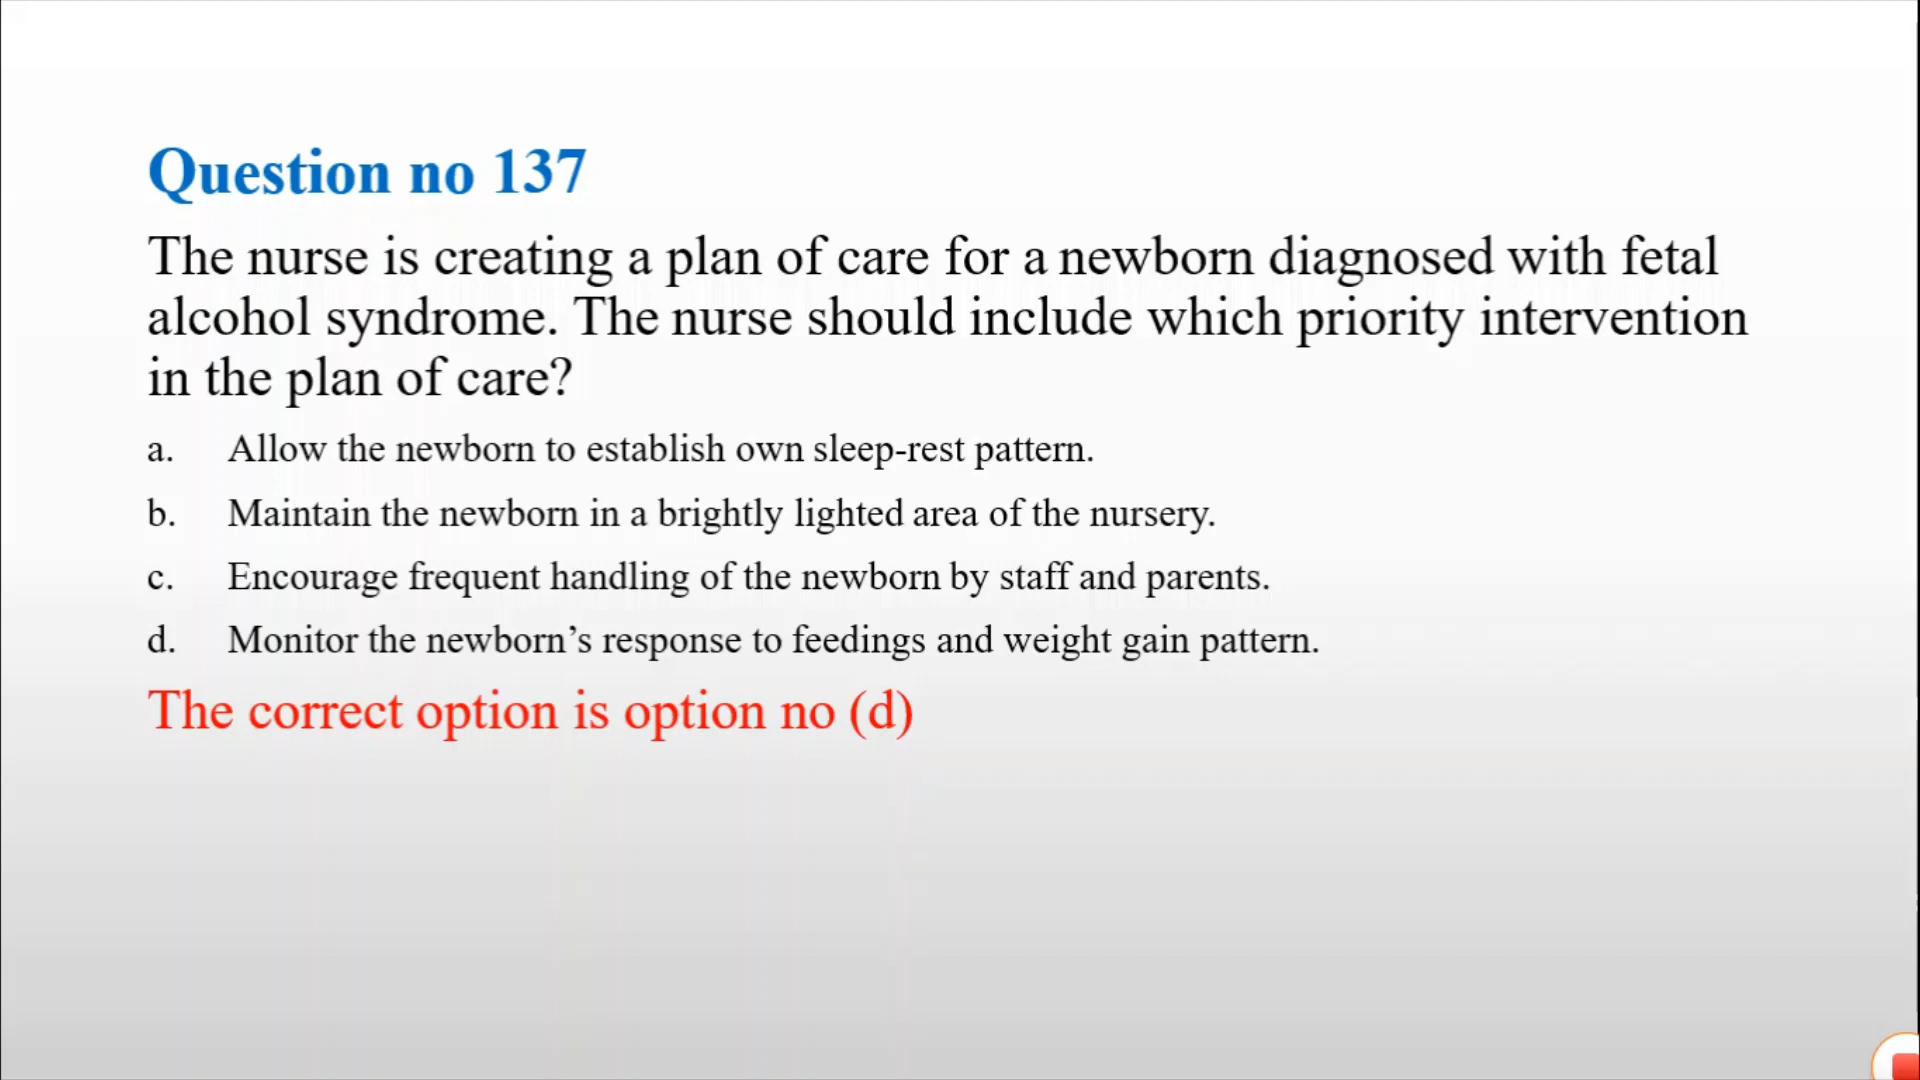 Question no 137
The nurse is creating a plan of care for a newborn diagnosed with fetal
alcohol syndrome. The nurse should include which priority intervention
in the plan of care?
a. Allow the newborn to establish own sleep-rest pattern.
b. Maintain the newborn in a brightly lighted area of the nursery.
c. Encourage frequent handling of the newborn by staff and parents.
d. Monitor the newborn’s response to feedings and weight gain pattern.
The correct option is option no (d)